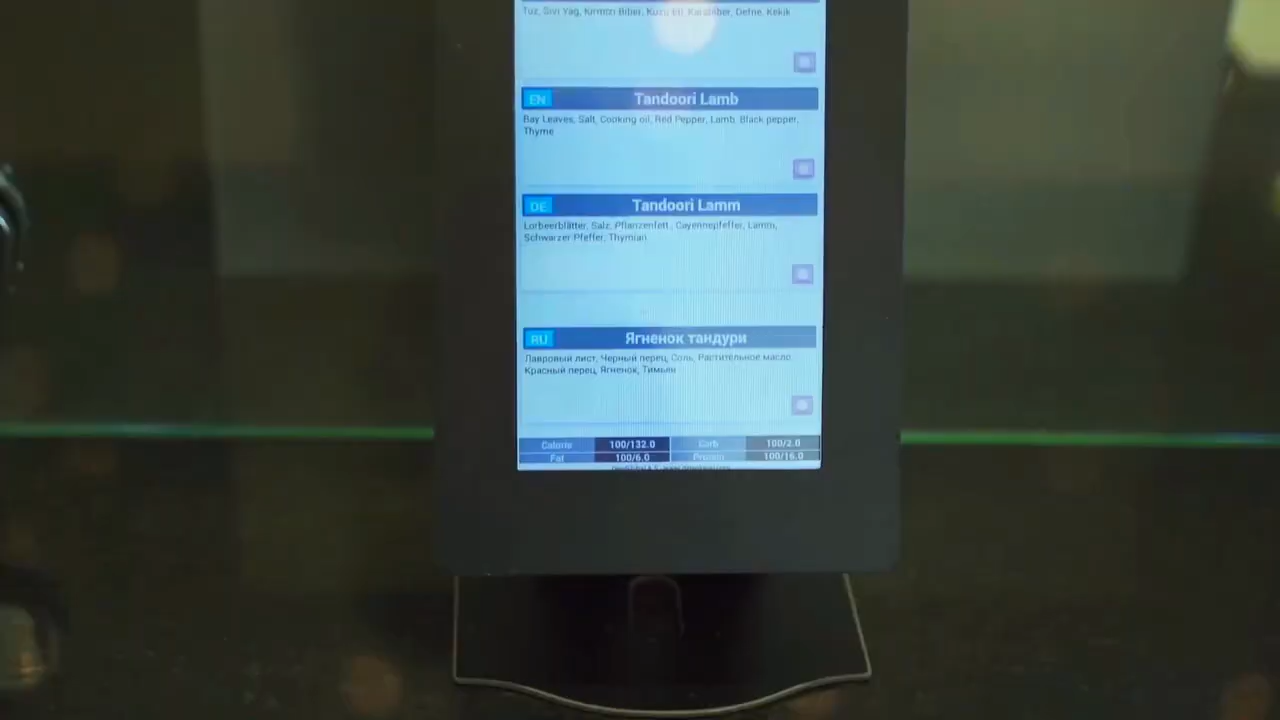 Tuz, Sıvı Yağ, Kırmızı Biber, Kuzu Eti, Karabiber, Defne, Kekik
EN Tandoori Lamb
Bay Leaves, Salt, Cooking oil, Red Pepper, Lamb, Black pepper,
Thyme
DE Tandoori Lamm
Lorbeerblätter, Salz, Pflanzenfett, Cayennepfeffer, Lamm,
Schwarzer Pfeffer, Thymian
RU Ягненок тандури
Лавровый лист, Черный перец, Соль, Растительное масло,
Красный перец, Ягненок, Тимьян
Calorie 100/132.0 Carb 100/2.0
Fat 100/6.0 Protein 100/16.0